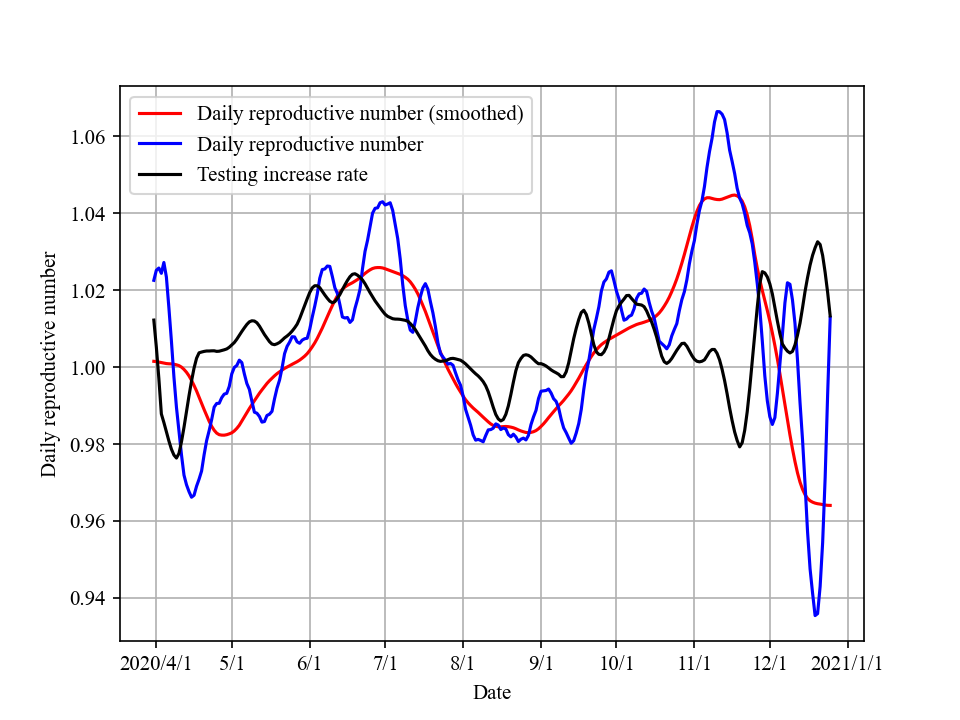 Daily reproductive number (smoothed)
Daily reproductive number
Testing increase rate
1.06
1.04
1.02
1.00
0.98
0.96
0.94
Daily reproductive number
2020/4/1 5/1 6/1 7/1 8/1 9/1 10/1 11/1 12/1 2021/1/1
Date